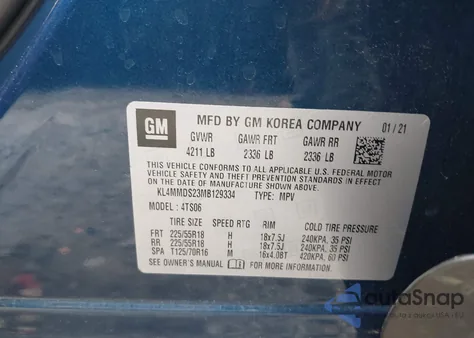 GM MFD BY GM KOREA COMPANY 01 / 21
GVWR GAWR FRT GAWR RR
4211 LB 2336 LB 2336 LB
THIS VEHICLE CONFORMS TO ALL APPLICABLE U.S. FEDERAL MOTOR
VEHICLE SAFETY AND THEFT PREVENTION STANDARDS IN EFFECT
ON THE DATE OF MANUFACTURE SHOWN ABOVE.
KL4MMDS23MB129334 TYPE: MPV
MODEL: 4TS06
TIRE SIZE SPEED RTG RIM COLD TIRE PRESSURE
FRT 225/55R18 H 18x7.5J 240KPA, 35 PSI
RR 225/55R18 H 18x7.5J 240KPA, 35 PSI
SPA T125/70R16 M 16x4.0BT 420KPA, 60 PSI
SEE OWNER'S MANUAL FOR MORE INFORMATION.
autaSnap